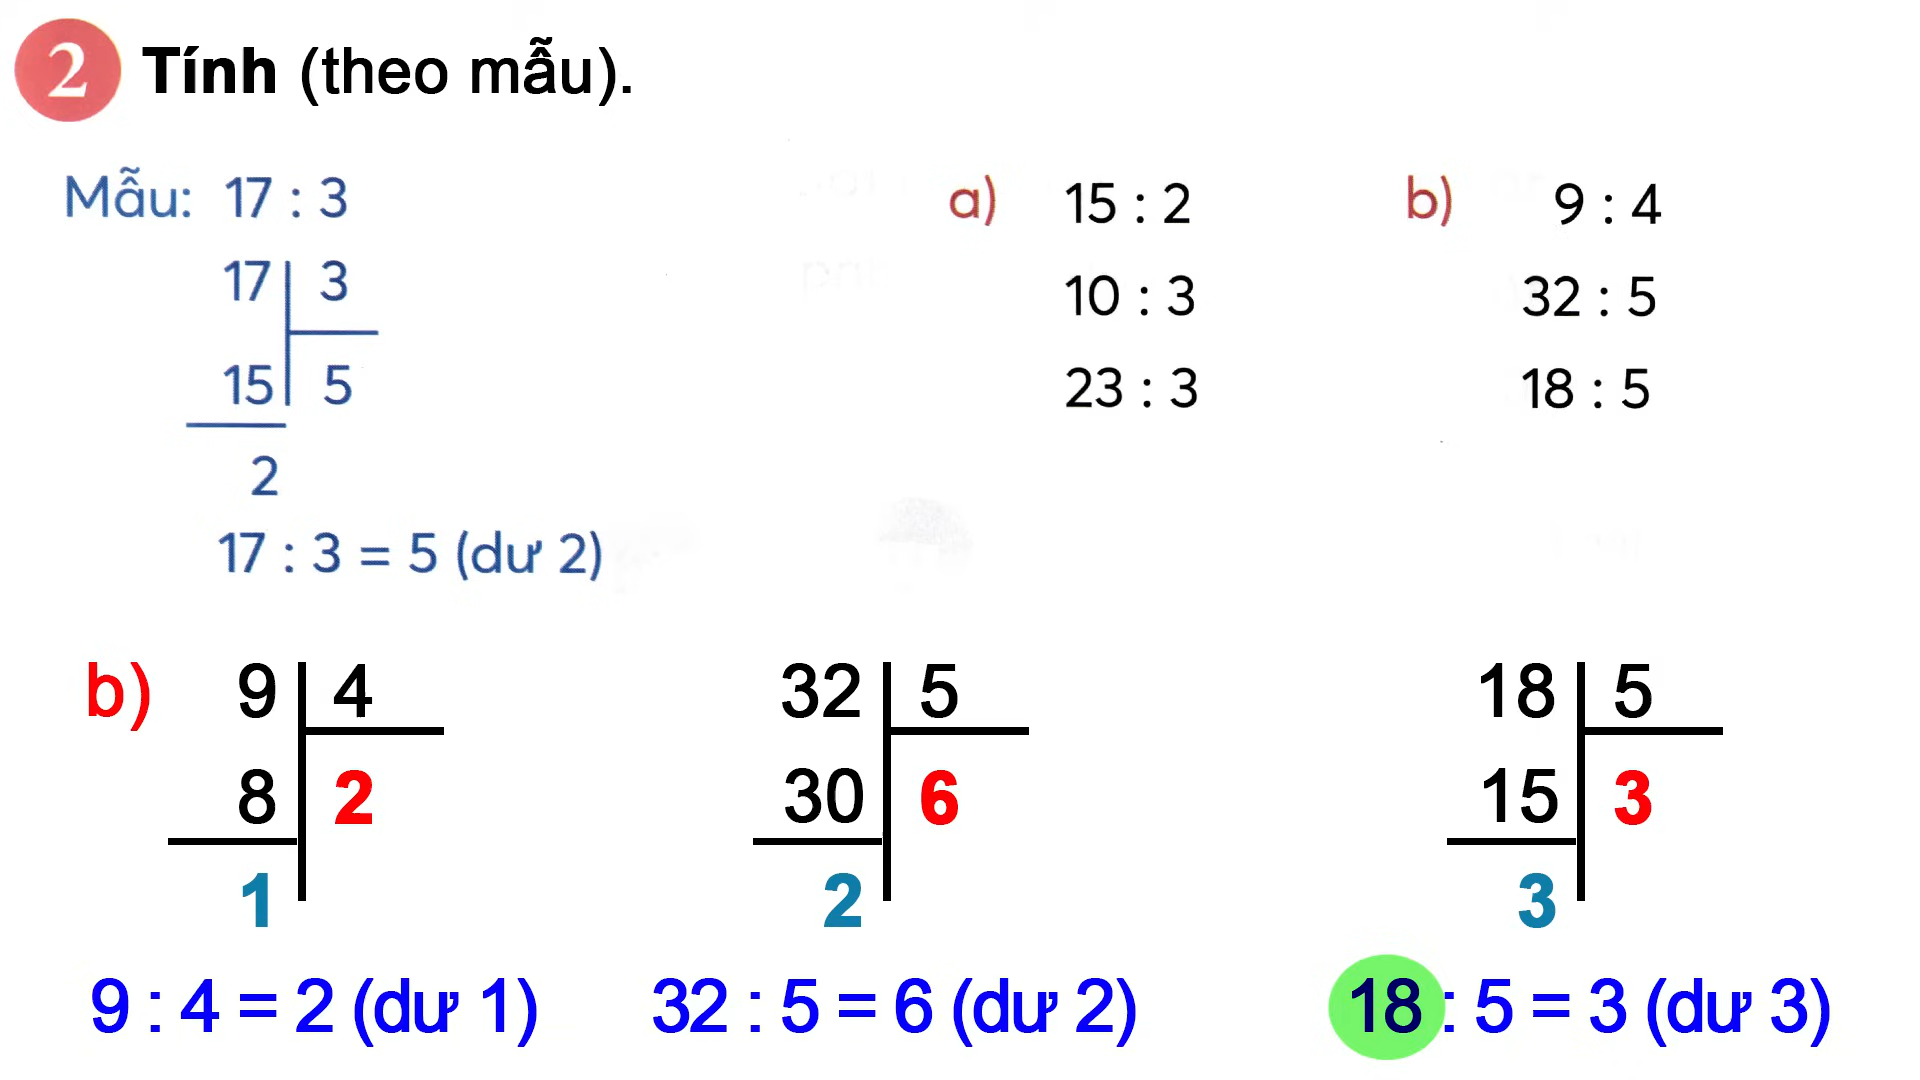 2 Tính (theo mẫu).
Mẫu: 17 : 3
17 3
15 5
2
17 : 3 = 5 (dư 2)
a) 15 : 2
10 : 3
23 : 3
b) 9 : 4
32 : 5
18 : 5
b) 9 4
8 2
1
9 : 4 = 2 (dư 1)
32 5
30 6
2
32 : 5 = 6 (dư 2)
18 5
15 3
3
18 : 5 = 3 (dư 3)